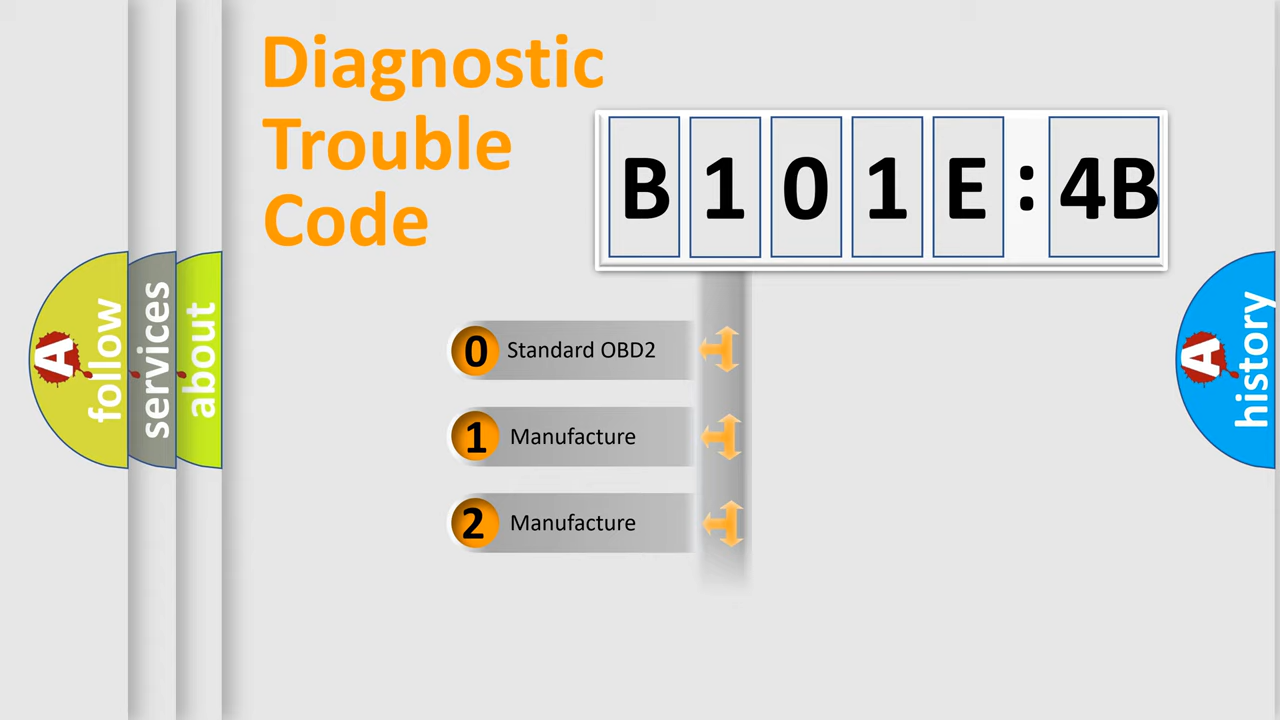 Diagnostic
Trouble
Code
B 1 0 1 E : 4B
0 Standard OBD2
1 Manufacture
2 Manufacture
A follow
services
about
A history